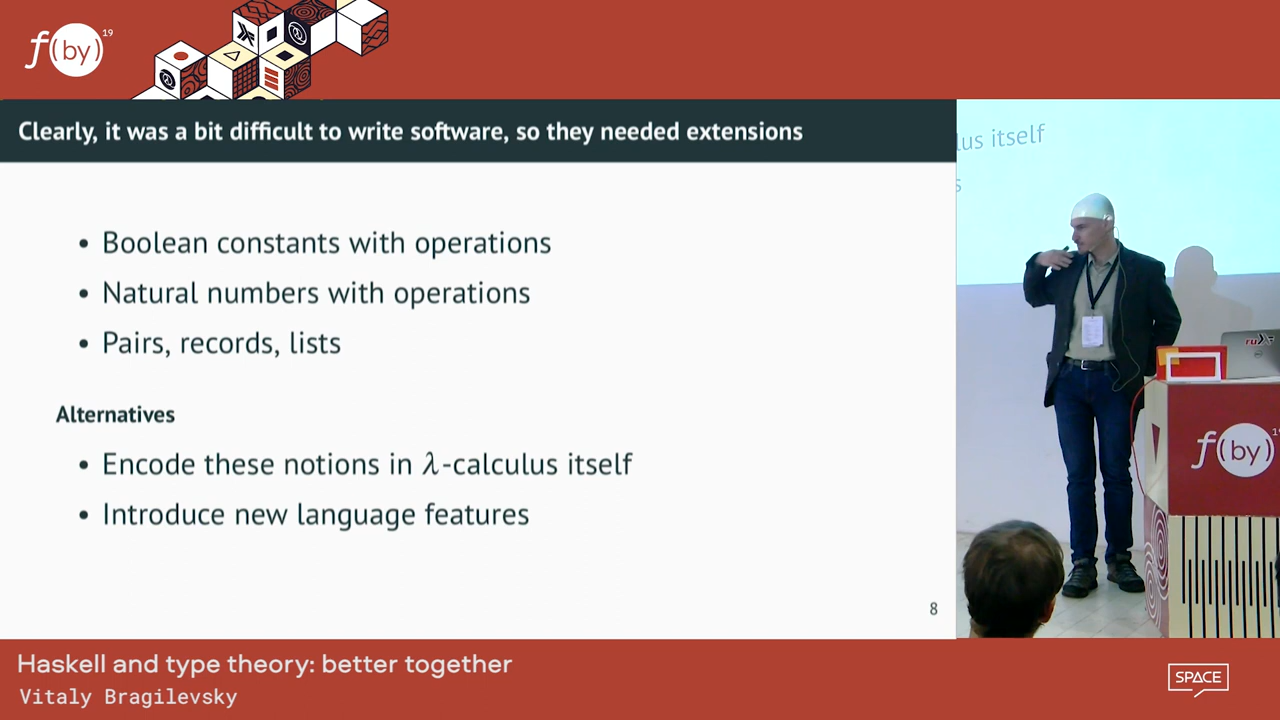 f(by) 19
Clearly, it was a bit difficult to write software, so they needed extensions
• Boolean constants with operations
• Natural numbers with operations
• Pairs, records, lists
Alternatives
• Encode these notions in λ-calculus itself
• Introduce new language features
8
lus itself
s
f(by) 19
Haskell and type theory: better together
Vitaly Bragilevsky
SPACE